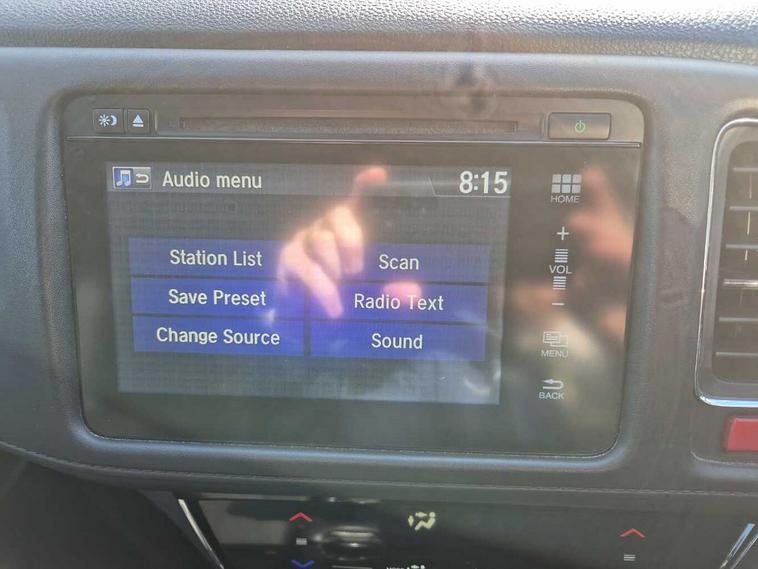 Audio menu 8:15
HOME
Station List Scan
+
VOL
Save Preset Radio Text
−
Change Source Sound
MENU
BACK